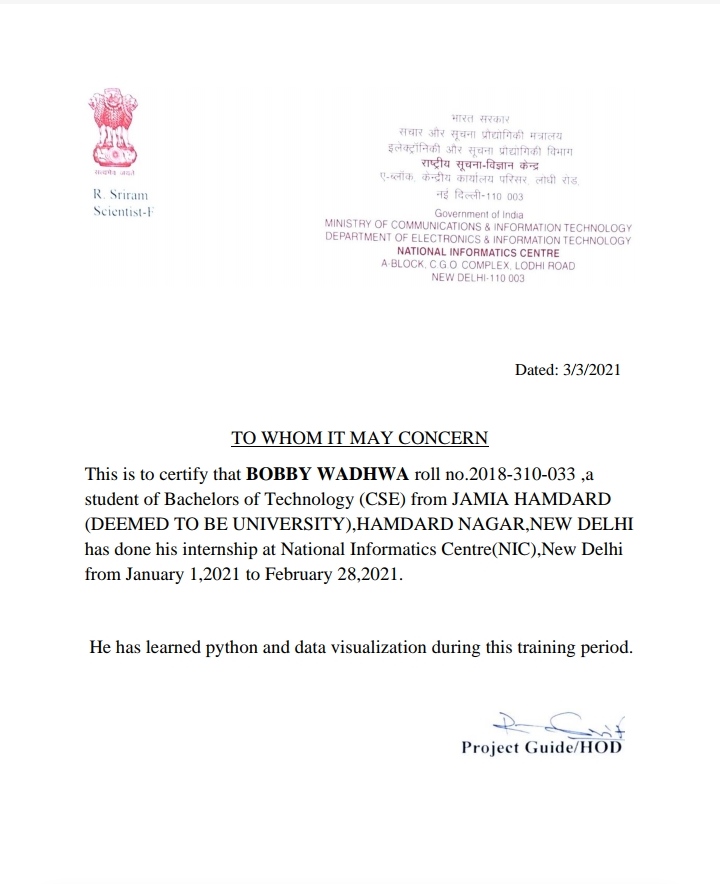 सत्यमेव जयते
R. Sriram
Scientist-F
भारत सरकार
संचार और सूचना प्रौद्योगिकी मंत्रालय
इलेक्ट्रॉनिकी और सूचना प्रौद्योगिकी विभाग
राष्ट्रीय सूचना-विज्ञान केन्द्र
ए-ब्लॉक, केन्द्रीय कार्यालय परिसर, लोधी रोड,
नई दिल्ली-110 003
Government of India
MINISTRY OF COMMUNICATIONS & INFORMATION TECHNOLOGY
DEPARTMENT OF ELECTRONICS & INFORMATION TECHNOLOGY
NATIONAL INFORMATICS CENTRE
A-BLOCK, C.G.O. COMPLEX, LODHI ROAD
NEW DELHI-110 003
Dated: 3/3/2021
TO WHOM IT MAY CONCERN
This is to certify that BOBBY WADHWA roll no.2018-310-033 ,a
student of Bachelors of Technology (CSE) from JAMIA HAMDARD
(DEEMED TO BE UNIVERSITY),HAMDARD NAGAR,NEW DELHI
has done his internship at National Informatics Centre(NIC),New Delhi
from January 1,2021 to February 28,2021.
He has learned python and data visualization during this training period.
Project Guide/HOD